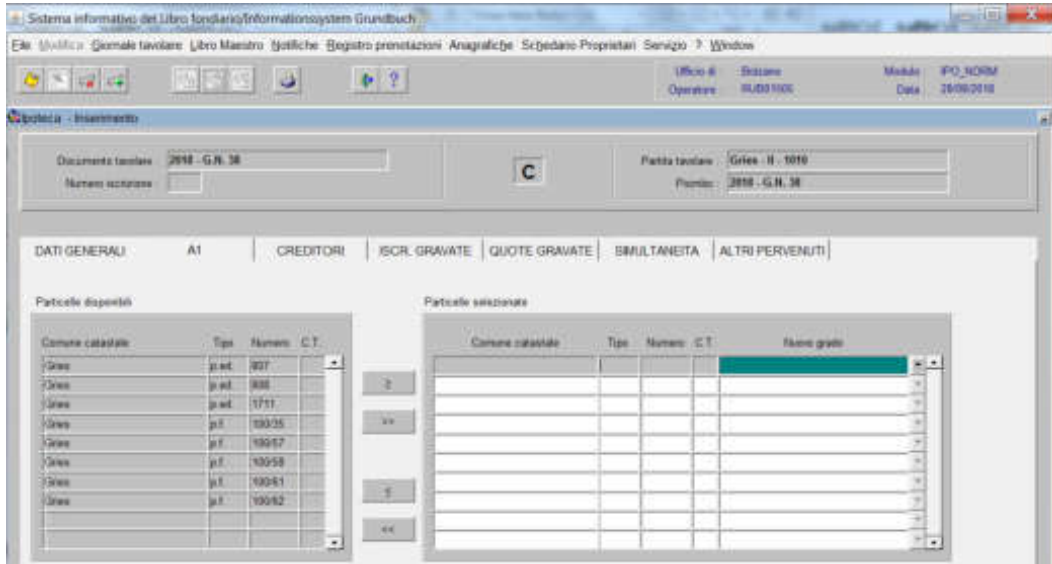 Sistema informativo del Libro fondiario/Informationssystem Grundbuch
File Modifica Giornale tavolare Libro Maestro Notifiche Registro prenotazioni Anagrafiche Schedario Proprietari Servizio ? Window
Ufficio di Bolzano Modulo IPO_NORM
Operatore Data
Ipoteca - Inserimento
Documento tavolare 2010 - G.N. 30 C Partita tavolare Gries - II - 1010
Numero iscrizione Piombo 2010 - G.N. 30
DATI GENERALI A1 CREDITORI ISCR. GRAVATE QUOTE GRAVATE SIMULTANEITA ALTRI PERVENUTI
Particelle disponibili Particelle selezionate
Comune catastale Tipo Numero C.T. Comune catastale Tipo Numero C.T. Nuovo grado
Gries p.ed. 807
Gries p.ed.
Gries p.ed. 1711
Gries p.f. 100/35
Gries p.f. 100/57
Gries p.f. 100/58
Gries p.f. 100/61
Gries p.f. 100/62
>>
<<